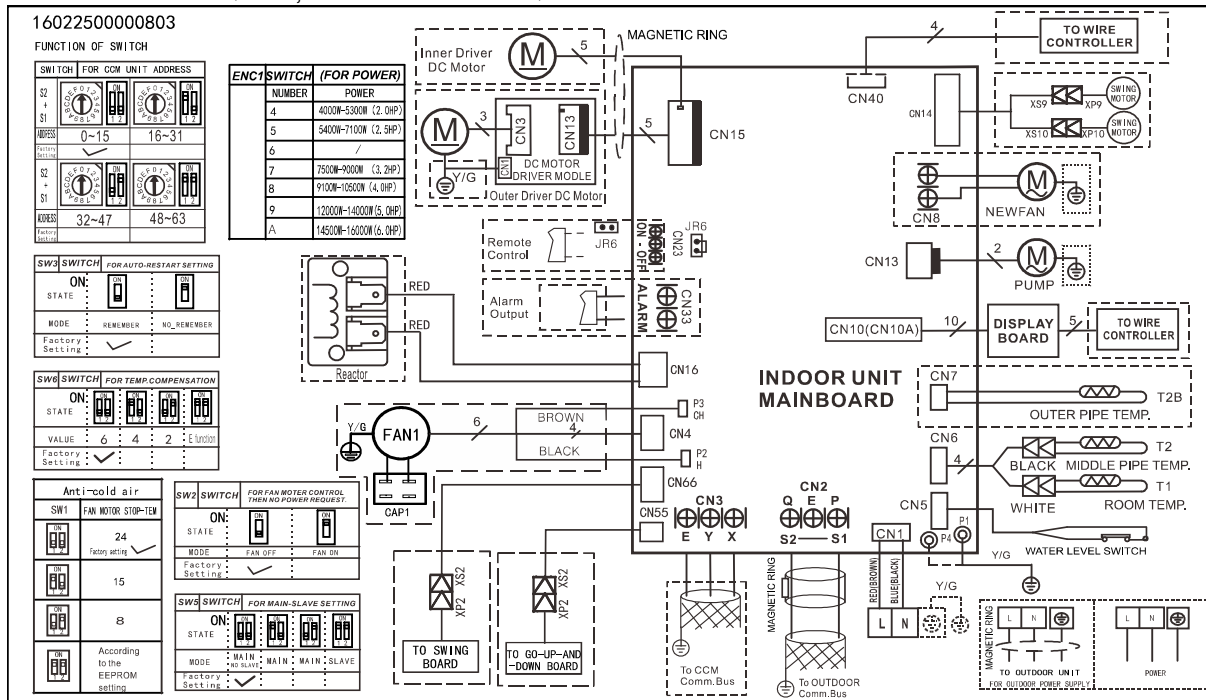 16022500000803
FUNCTION OF SWITCH
SWITCH FOR CCM UNIT ADDRESS
S2
+
S1
ADDRESS 0~15 16~31
Factory
Setting
S2
+
S1
ADDRESS 32~47 48~63
Factory
Setting
ENC1 SWITCH (FOR POWER)
NUMBER POWER
4 4000W-5300W (2.0HP)
5 5400W-7100W (2.5HP)
6 /
7 7500W-9000W (3.2HP)
8 9100W-10500W (4.0HP)
9 12000W-14000W(5.0HP)
A 14500W-16000W(6.0HP)
SW3 SWITCH FOR AUTO-RESTART SETTING
ON
STATE
MODE REMEMBER NO_REMEMBER
Factory
Setting
SW6 SWITCH FOR TEMP.COMPENSATION
ON
STATE
VALUE 6 4 2 E.function
Factory
Setting
Anti-cold air
SW1 FAN MOTOR STOP-TEM
24
Factory setting
15
8
According
to the
EEPROM
setting
SW2 SWITCH FOR FAN MOTER CONTROL
THEN NO POWER REQUEST.
ON
STATE
MODE FAN OFF FAN ON
Factory
Setting
SW5 SWITCH FOR MAIN-SLAVE SETTING
ON
STATE
MODE MAIN NO SLAVE MAIN MAIN SLAVE
Factory
Setting
Inner Driver
DC Motor
M
5
MAGNETIC RING
M
3
CN3
CN13
CN1
Y/G
DC MOTOR
DRIVER MODLE
Outer Driver DC Motor
5
CN15
Remote
Control
JR6
ON-OFF
CN23
JR6
Alarm
Output
ALARM
CN33
Reactor
RED
RED
CN16
Y/G
FAN1
CAP1
6
BROWN
4
BLACK
P3
CH
CN4
P2
H
CN66
CN55
XP2 XS2
XP2 XS2
TO SWING
BOARD
TO GO-UP-AND
-DOWN BOARD
INDOOR UNIT
MAINBOARD
CN3
E Y X
To CCM
Comm.Bus
CN2
Q E P
S2 S1
MAGNETIC RING
To OUTDOOR
Comm.Bus
CN1
RED(BROWN)
BLUE(BLACK)
L N
Y/G
CN40
4
TO WIRE
CONTROLLER
CN14
XS9 XP9
SWING
MOTOR
XS10 XP10
SWING
MOTOR
CN8
M
NEWFAN
CN13
2
M
PUMP
CN10(CN10A)
10
DISPLAY
BOARD
5
TO WIRE
CONTROLLER
CN7
T2B
OUTER PIPE TEMP.
CN6
4
T2
BLACK MIDDLE PIPE TEMP.
T1
WHITE ROOM TEMP.
CN5
P4
P1
Y/G
WATER LEVEL SWITCH
MAGNETIC RING
L N
TO OUTDOOR UNIT
FOR OUTDOOR POWER SUPPLY
L N
POWER